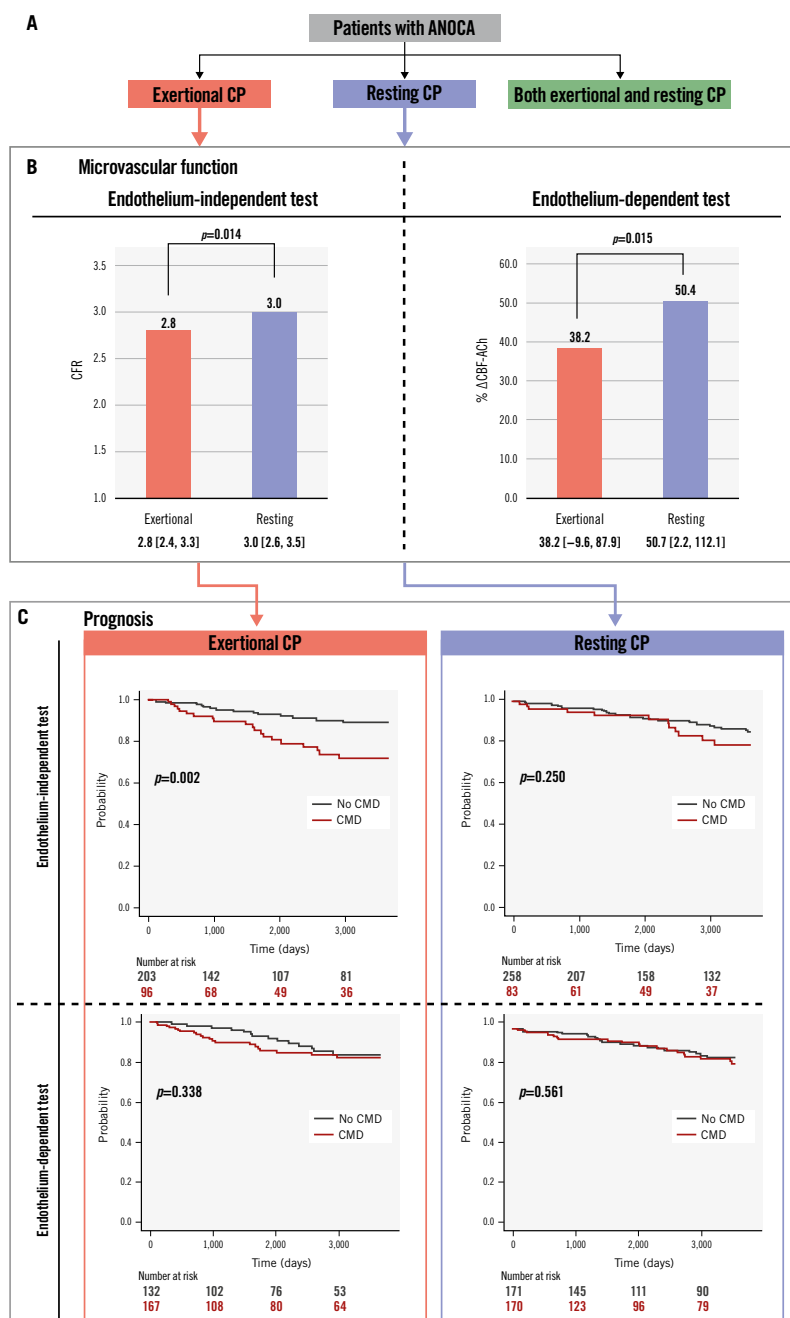 A
Patients with ANOCA
Exertional CP
Resting CP
Both exertional and resting CP
B
Microvascular function
Endothelium-independent test
p=0.014
3.5
3.0
2.5
2.0
1.5
1.0
CFR
2.8
3.0
Exertional
Resting
2.8 [2.4, 3.3]
3.0 [2.6, 3.5]
Endothelium-dependent test
p=0.015
60.0
50.0
40.0
30.0
20.0
10.0
0.0
% ΔCBF-ACh
38.2
50.4
Exertional
Resting
38.2 [−9.6, 87.9]
50.7 [2.2, 112.1]
C
Prognosis
Exertional CP
Resting CP
Endothelium-independent test
Probability
1.0
0.8
0.6
0.4
0.2
0.0
p=0.002
No CMD
CMD
0
1,000
2,000
3,000
Time (days)
Number at risk
203 142 107 81
96 68 49 36
Probability
1.0
0.8
0.6
0.4
0.2
0.0
p=0.250
No CMD
CMD
0
1,000
2,000
3,000
Time (days)
Number at risk
258 207 158 132
83 61 49 37
Endothelium-dependent test
Probability
1.0
0.8
0.6
0.4
0.2
0.0
p=0.338
No CMD
CMD
0
1,000
2,000
3,000
Time (days)
Number at risk
132 102 76 53
167 108 80 64
Probability
1.0
0.8
0.6
0.4
0.2
0.0
p=0.561
No CMD
CMD
0
1,000
2,000
3,000
Time (days)
Number at risk
171 145 111 90
170 123 96 79